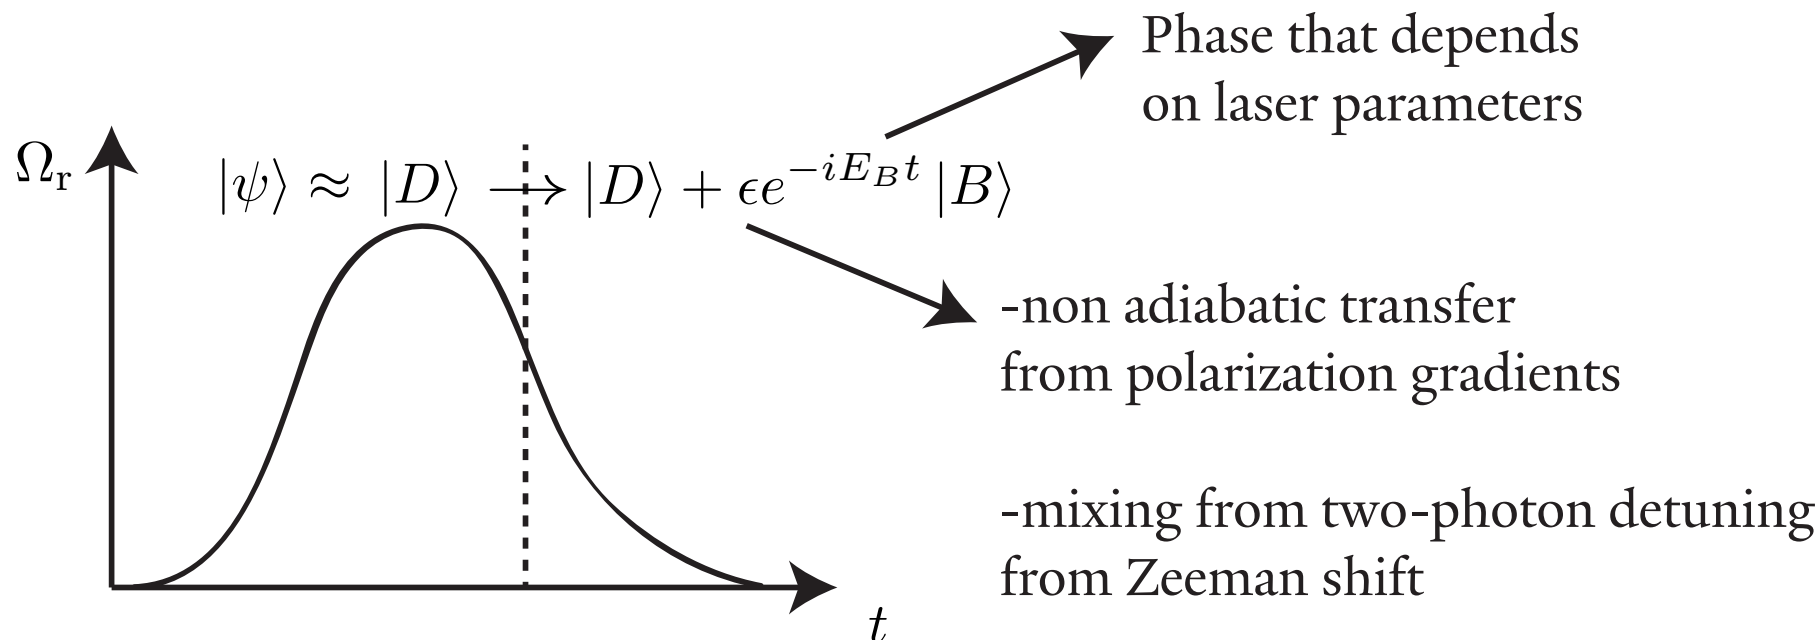 Phase that depends
on laser parameters
Ωᵣ
|ψ⟩ ≈ |D⟩ ⟶ |D⟩ + ϵe^{-iE_B t} |B⟩
-non adiabatic transfer
from polarization gradients
-mixing from two-photon detuning
from Zeeman shift
t